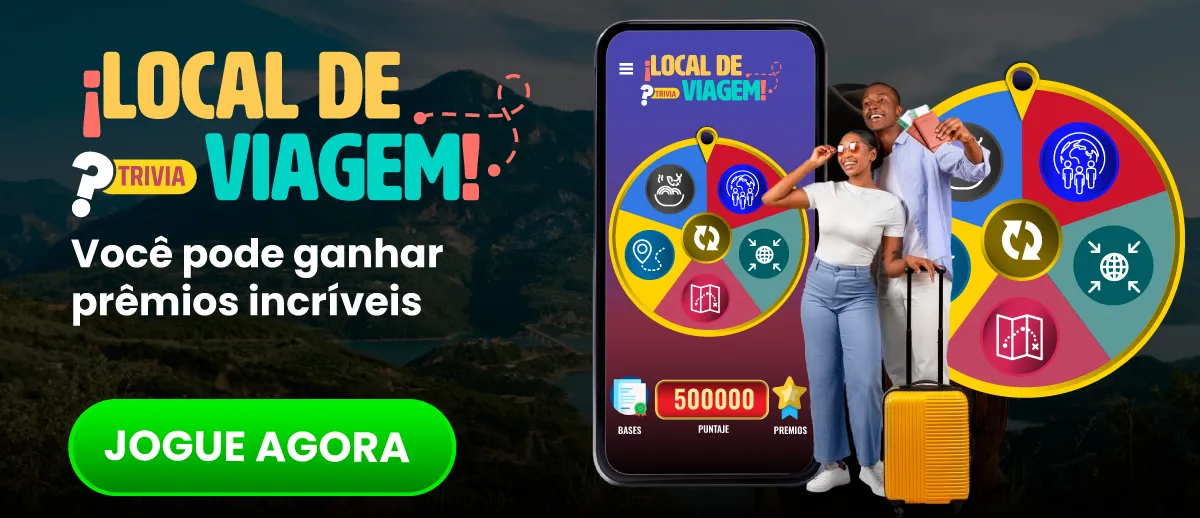 ¡LOCAL DE
? TRIVIA VIAGEM!
Você pode ganhar
prêmios incríveis
JOGUE AGORA
¡LOCAL DE
? TRIVIA VIAGEM!
500000
BASES
PUNTAJE
PREMIOS